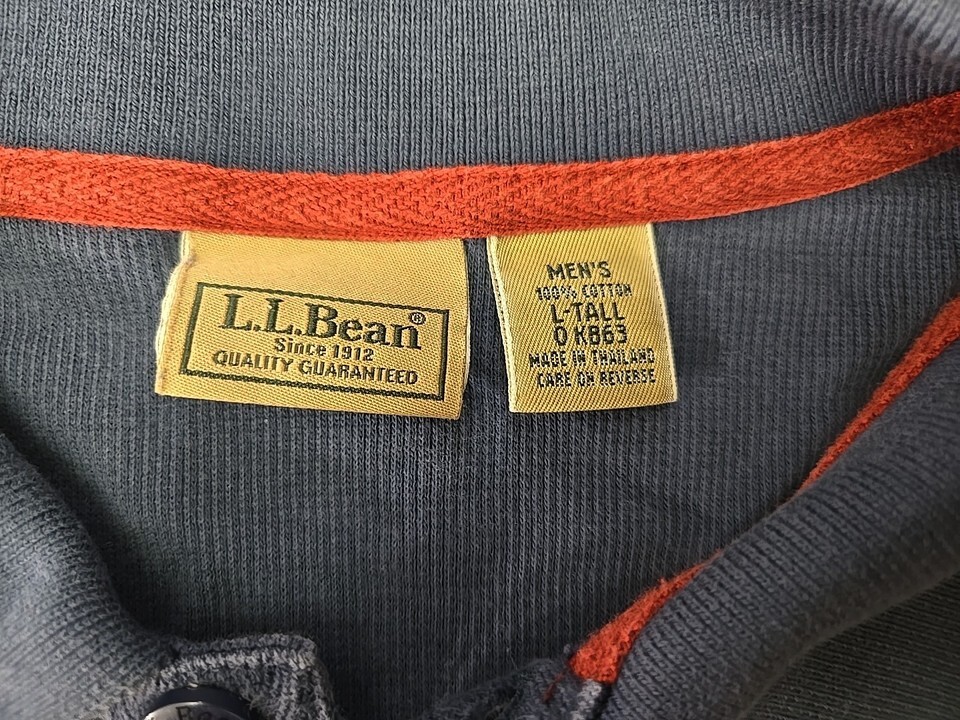 L.L.Bean®
Since 1912
QUALITY GUARANTEED
MEN'S
100% COTTON
L-TALL
0 KB63
MADE IN THAILAND
CARE ON REVERSE